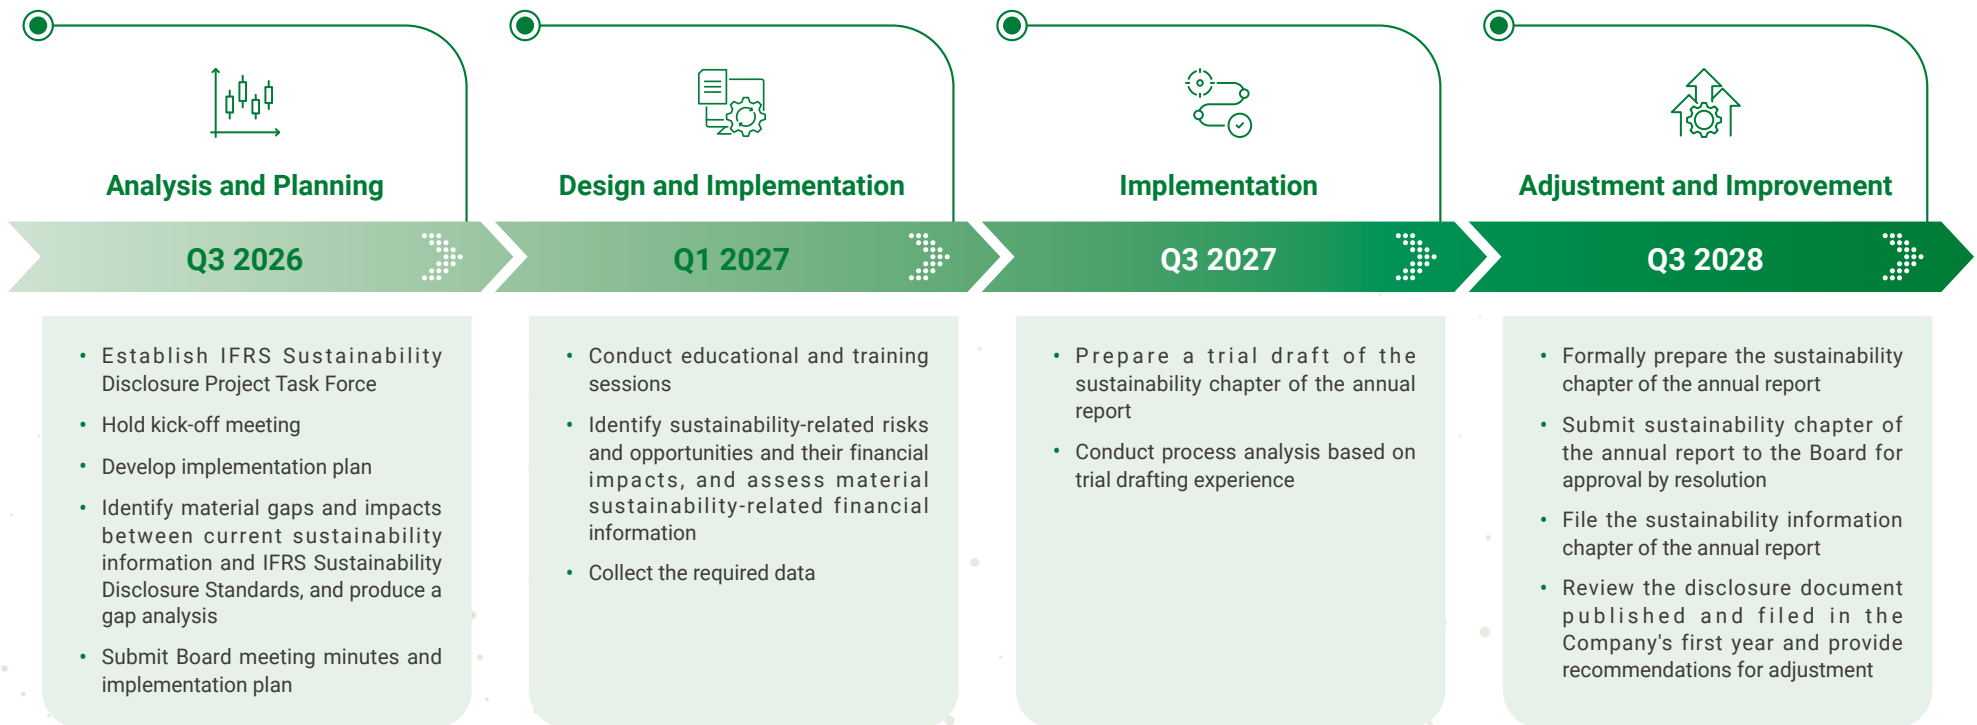 Analysis and Planning
Q3 2026
• Establish IFRS Sustainability
Disclosure Project Task Force
• Hold kick-off meeting
• Develop implementation plan
• Identify material gaps and impacts
between current sustainability
information and IFRS Sustainability
Disclosure Standards, and produce a
gap analysis
• Submit Board meeting minutes and
implementation plan
Design and Implementation
Q1 2027
• Conduct educational and training
sessions
• Identify sustainability-related risks
and opportunities and their financial
impacts, and assess material
sustainability-related financial
information
• Collect the required data
Implementation
Q3 2027
• Prepare a trial draft of the
sustainability chapter of the annual
report
• Conduct process analysis based on
trial drafting experience
Adjustment and Improvement
Q3 2028
• Formally prepare the sustainability
chapter of the annual report
• Submit sustainability chapter of
the annual report to the Board for
approval by resolution
• File the sustainability information
chapter of the annual report
• Review the disclosure document
published and filed in the
Company's first year and provide
recommendations for adjustment